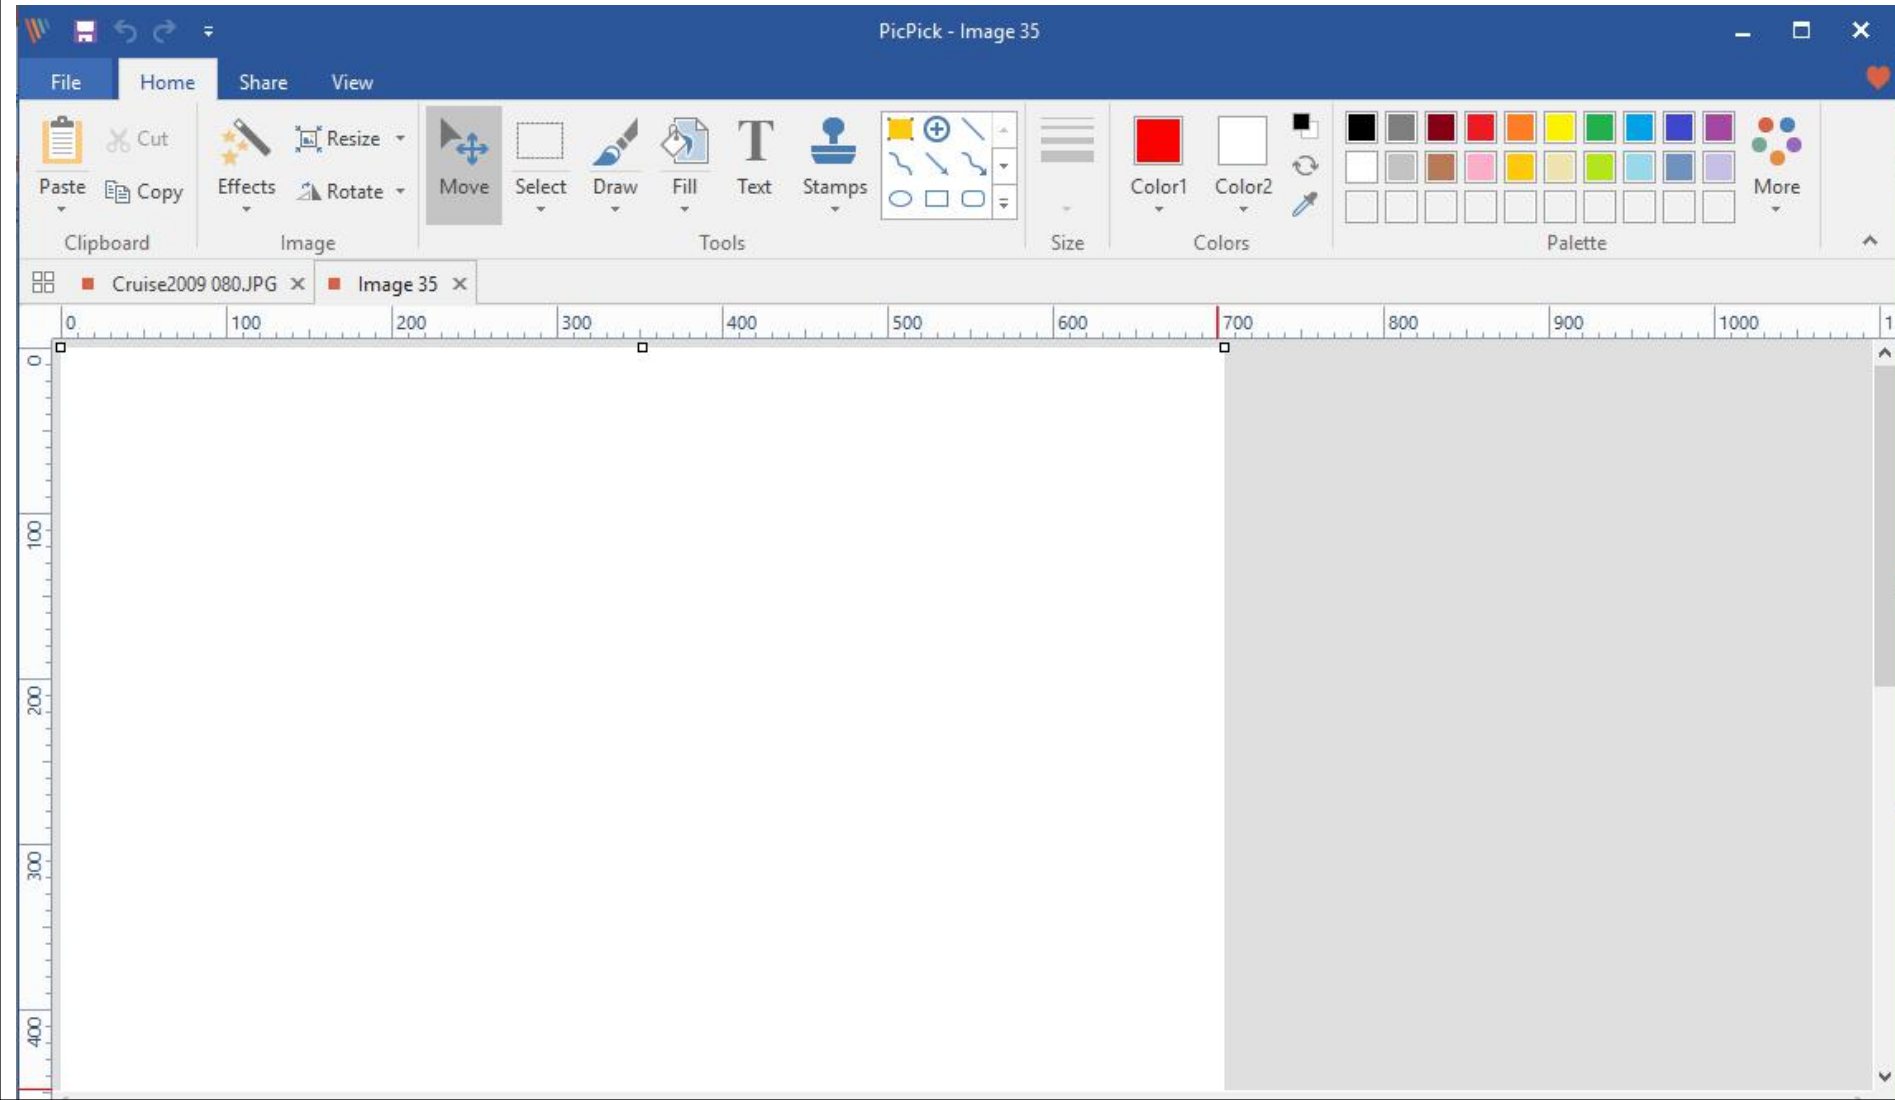 PicPick - Image 35
File Home Share View
Paste Cut Copy Effects Resize Rotate Move Select Draw Fill T Text Stamps Color1 Color2 More
Clipboard Image Tools Size Colors Palette
Cruise2009 080.JPG Image 35
0 100 200 300 400 500 600 700 800 900 1000 1
0
100
200
300
400